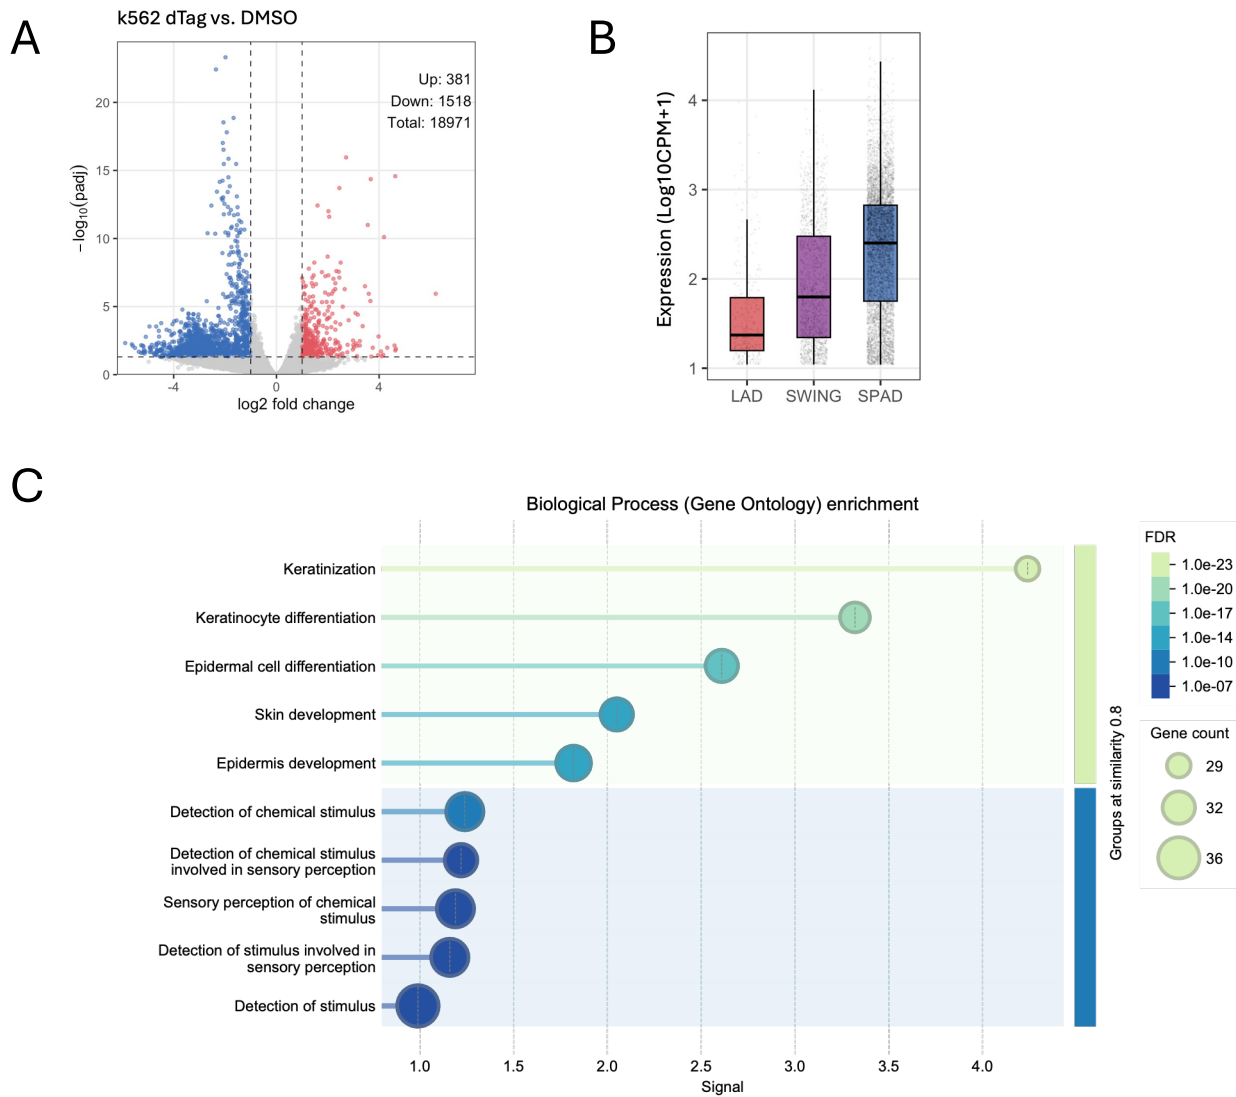 A
k562 dTag vs. DMSO
Up: 381
Down: 1518
Total: 18971
−log10(padj)
20
15
10
5
0
-4
0
4
log2 fold change
B
Expression (Log10CPM+1)
4
3
2
1
LAD
SWING
SPAD
C
Biological Process (Gene Ontology) enrichment
Keratinization
Keratinocyte differentiation
Epidermal cell differentiation
Skin development
Epidermis development
Detection of chemical stimulus
Detection of chemical stimulus
involved in sensory perception
Sensory perception of chemical
stimulus
Detection of stimulus involved in
sensory perception
Detection of stimulus
1.0
1.5
2.0
2.5
3.0
3.5
4.0
Signal
Groups at similarity 0.8
FDR
1.0e-23
1.0e-20
1.0e-17
1.0e-14
1.0e-10
1.0e-07
Gene count
29
32
36